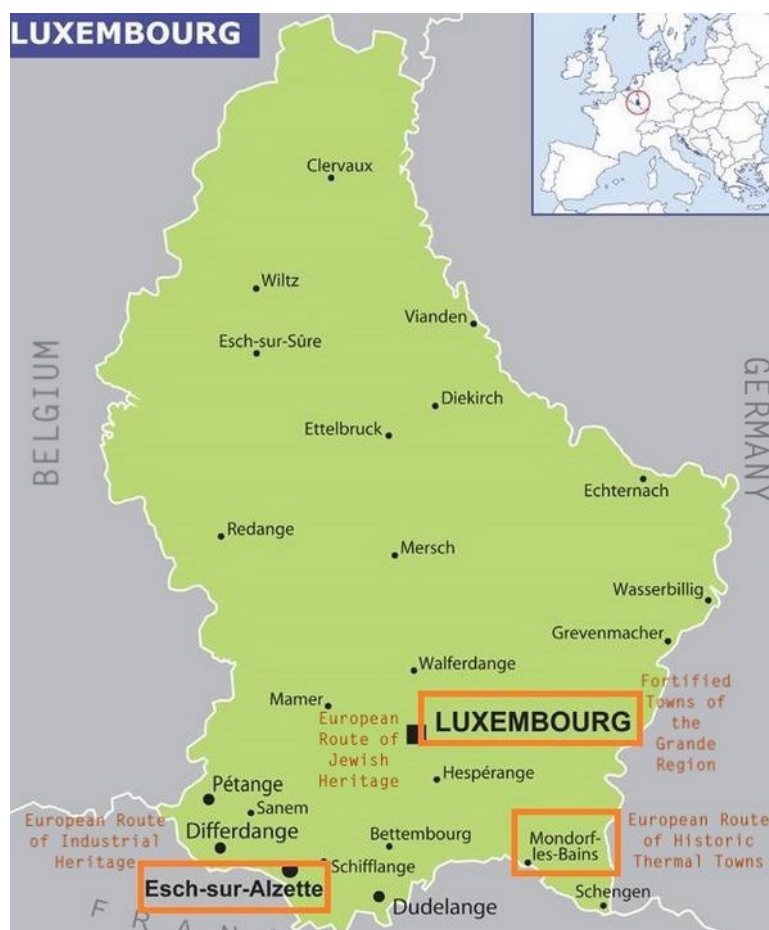 LUXEMBOURG
Clervaux
Wiltz
Vianden
Esch-sur-Sûre
BELGIUM
GERMANY
Diekirch
Ettelbruck
Echternach
Redange
Mersch
Wasserbillig
Grevenmacher
Walferdange
Mamer
European
Route of
Jewish
Heritage
LUXEMBOURG
Fortified
Towns of
the
Grande
Region
Hespérange
Pétange
Sanem
European Route
of Industrial
Heritage
Differdange
Bettembourg
Mondorf-
les-Bains
European Route
of Historic
Thermal Towns
Schifflange
Esch-sur-Alzette
Schengen
Dudelange
F R A N